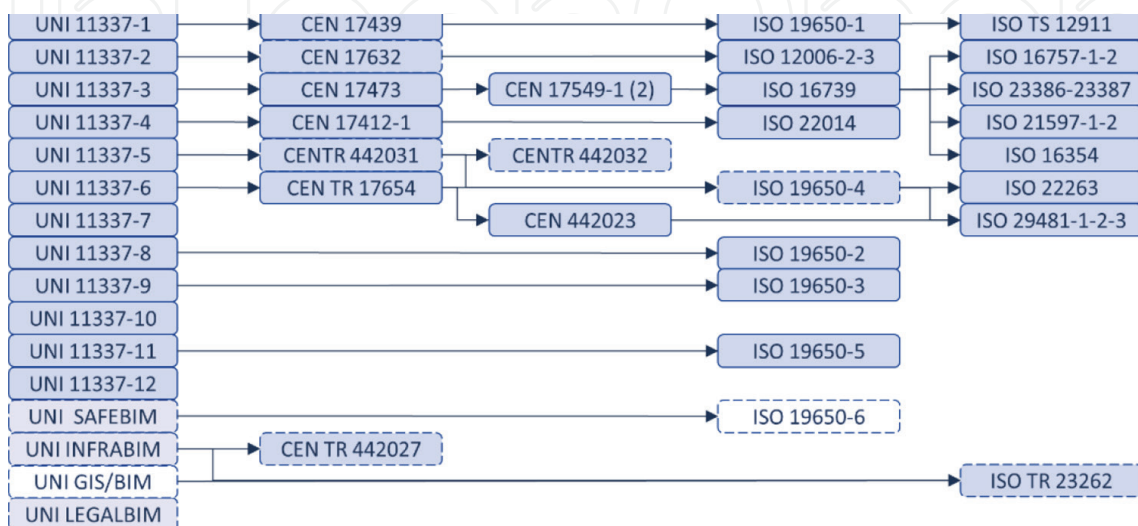 UNI 11337-1 CEN 17439 ISO 19650-1 ISO TS 12911
UNI 11337-2 CEN 17632 ISO 12006-2-3 ISO 16757-1-2
UNI 11337-3 CEN 17473 CEN 17549-1 (2) ISO 16739 ISO 23386-23387
UNI 11337-4 CEN 17412-1 ISO 22014 ISO 21597-1-2
UNI 11337-5 CENTR 442031 CENTR 442032 ISO 16354
UNI 11337-6 CEN TR 17654 ISO 19650-4 ISO 22263
UNI 11337-7 CEN 442023 ISO 29481-1-2-3
UNI 11337-8 ISO 19650-2
UNI 11337-9 ISO 19650-3
UNI 11337-10
UNI 11337-11 ISO 19650-5
UNI 11337-12
UNI SAFEBIM ISO 19650-6
UNI INFRABIM CEN TR 442027
UNI GIS/BIM ISO TR 23262
UNI LEGALBIM